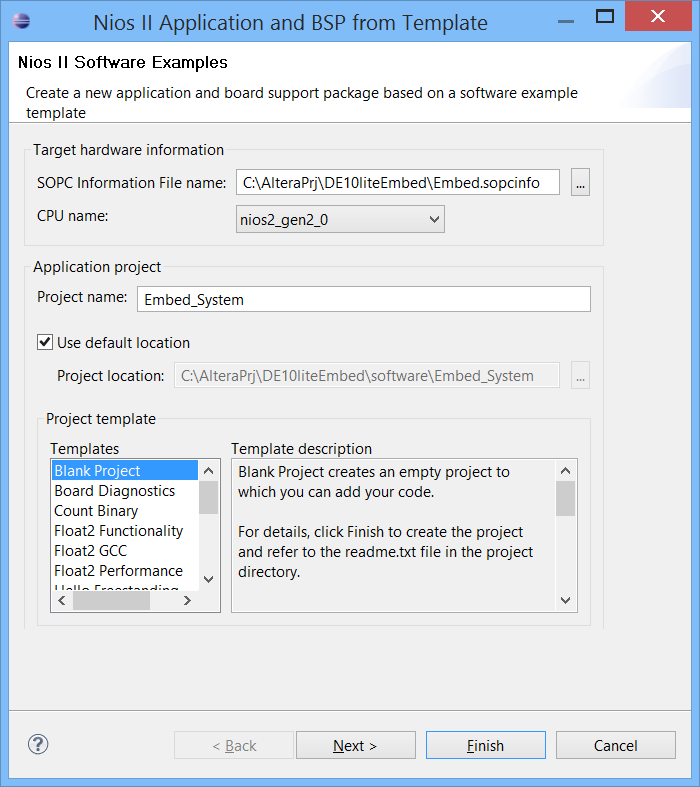 Nios II Application and BSP from Template
Nios II Software Examples
Create a new application and board support package based on a software example
template
Target hardware information
SOPC Information File name: C:\AlteraPrj\DE10liteEmbed\Embed.sopcinfo ...
CPU name: nios2_gen2_0
Application project
Project name: Embed_System
Use default location
Project location: C:\AlteraPrj\DE10liteEmbed\software\Embed_System ...
Project template
Templates
Blank Project
Board Diagnostics
Count Binary
Float2 Functionality
Float2 GCC
Float2 Performance
Hello Freestanding
Template description
Blank Project creates an empty project to
which you can add your code.
For details, click Finish to create the project
and refer to the readme.txt file in the project
directory.
? < Back Next > Finish Cancel